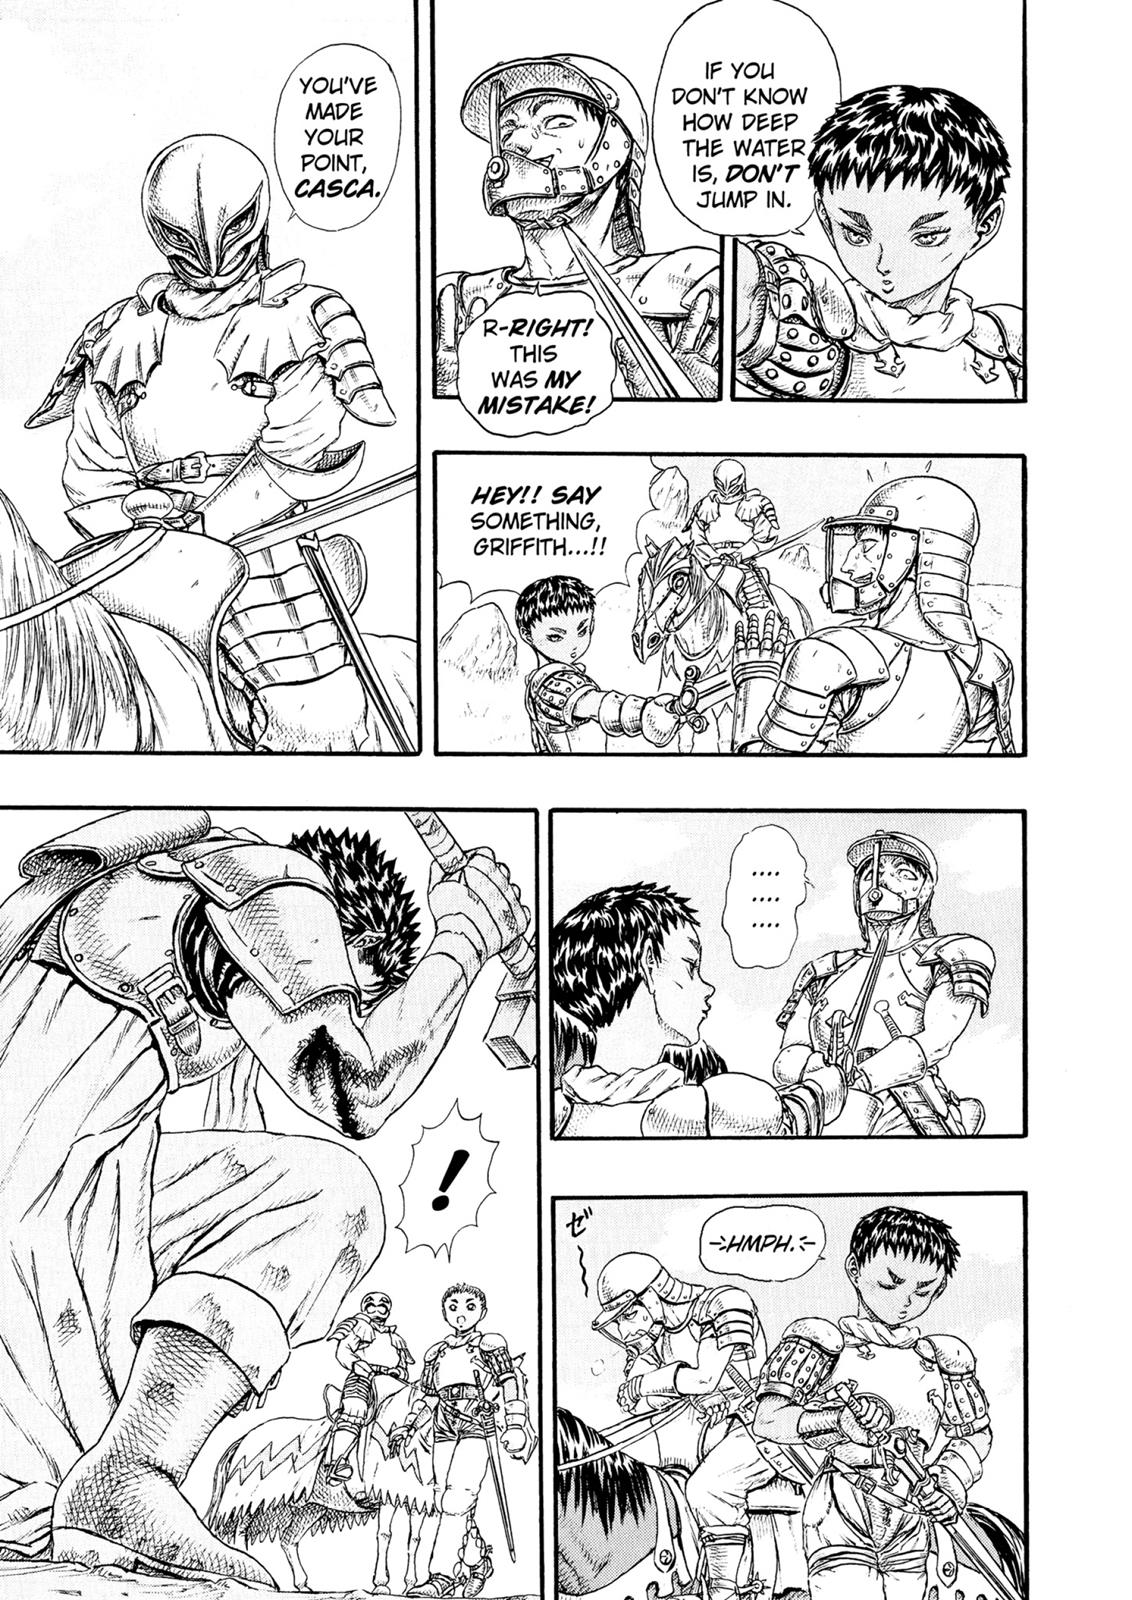 IF YOU
DON'T KNOW
HOW DEEP
THE WATER
IS, DON'T
JUMP IN.
R-RIGHT!
THIS
WAS MY
MISTAKE!
HEY!! SAY
SOMETHING,
GRIFFITH...!!
YOU'VE
MADE
YOUR
POINT,
CASCA.
....
....
....
ゼ〜
HMPH.
!